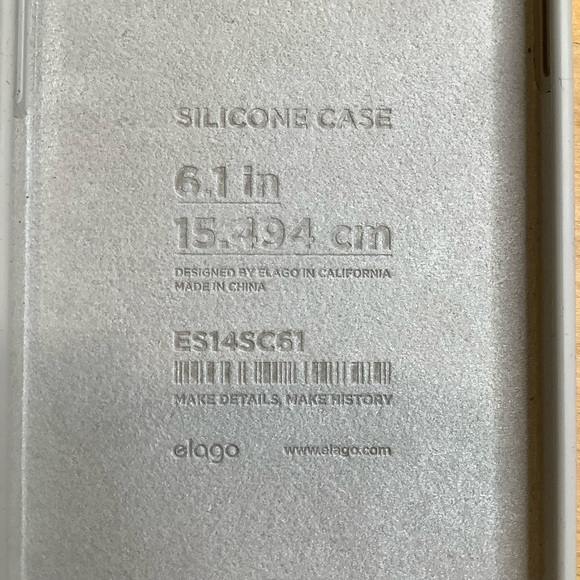 SILICONE CASE
6.1 in
15.494 cm
DESIGNED BY ELAGO IN CALIFORNIA
MADE IN CHINA
ES14SC61
MAKE DETAILS, MAKE HISTORY
elago www.elago.com